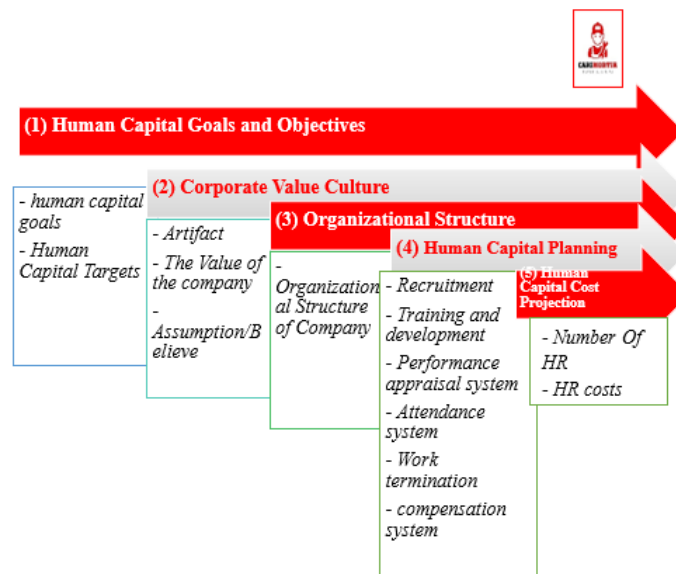 CARIMONTIR
(1) Human Capital Goals and Objectives
- human capital
goals
- Human
Capital Targets
(2) Corporate Value Culture
- Artifact
- The Value of
the company
-
Assumption/B
elieve
(3) Organizational Structure
-
Organization
al Structure
of Company
(4) Human Capital Planning
- Recruitment
- Training and
development
- Performance
appraisal system
- Attendance
system
- Work
termination
- compensation
system
(5) Human
Capital Cost
Projection
- Number Of
HR
- HR costs